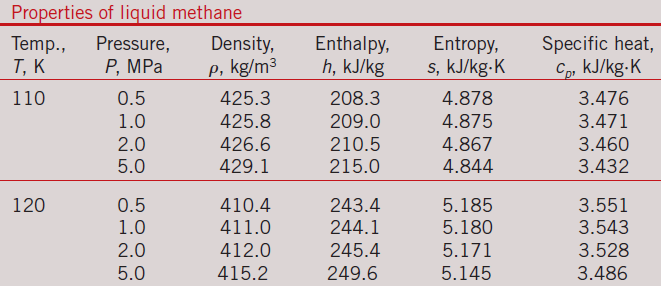 Properties of liquid methane
Temp., Pressure, Density, Enthalpy, Entropy, Specific heat,
T, K P, MPa ρ, kg/m³ h, kJ/kg s, kJ/kg·K cp, kJ/kg·K
110 0.5 425.3 208.3 4.878 3.476
1.0 425.8 209.0 4.875 3.471
2.0 426.6 210.5 4.867 3.460
5.0 429.1 215.0 4.844 3.432
120 0.5 410.4 243.4 5.185 3.551
1.0 411.0 244.1 5.180 3.543
2.0 412.0 245.4 5.171 3.528
5.0 415.2 249.6 5.145 3.486